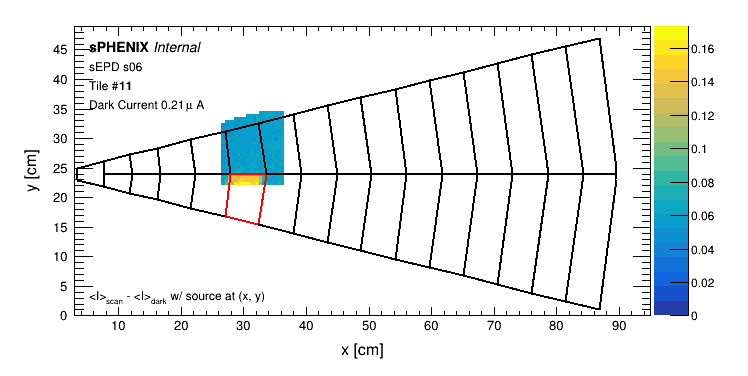 sPHENIX Internal
sEPD s06
Tile #11
Dark Current 0.21 μ A
<I>scan - <I>dark w/ source at (x, y)
y [cm]
45
40
35
30
25
20
15
10
5
0
10 20 30 40 50 60 70 80 90
x [cm]
0.16
0.14
0.12
0.1
0.08
0.06
0.04
0.02
0